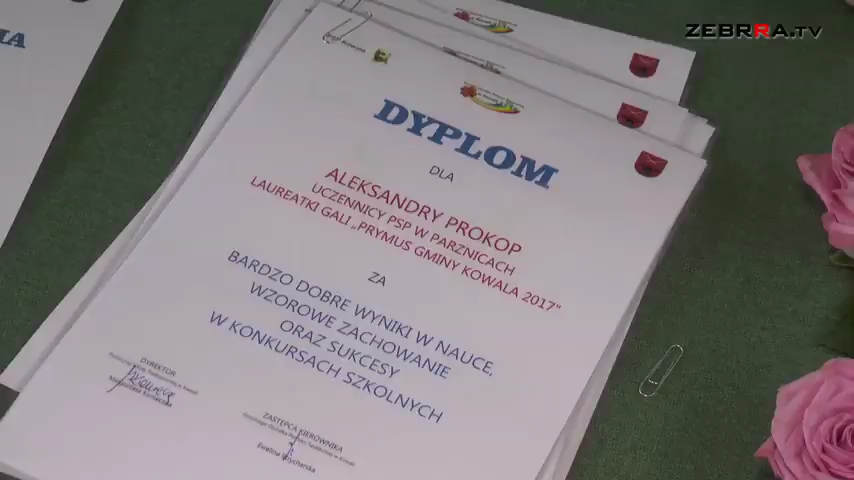 ZEBRRA.TV
DYPLOM
DLA
ALEKSANDRY PROKOP
UCZENNICY PSP W PARZNICACH
LAUREATKI GALI „PRYMUS GMINY KOWALA 2017"
ZA
BARDZO DOBRE WYNIKI W NAUCE,
WZOROWE ZACHOWANIE
ORAZ SUKCESY
W KONKURSACH SZKOLNYCH
DYREKTOR
ZASTĘPCA KIEROWNIKA